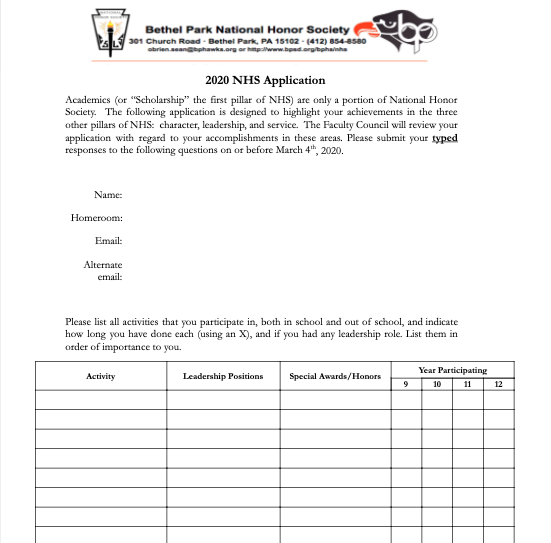 Bethel Park National Honor Society
301 Church Road - Bethel Park, PA 15102 - (412) 854-8580
obrien.sean@bphawks.org or http://www.bpsd.org/bphs/nhs
bp
2020 NHS Application
Academics (or “Scholarship” the first pillar of NHS) are only a portion of National Honor
Society. The following application is designed to highlight your achievements in the three
other pillars of NHS: character, leadership, and service. The Faculty Council will review your
application with regard to your accomplishments in these areas. Please submit your typed
responses to the following questions on or before March 4th, 2020.
Name:
Homeroom:
Email:
Alternate
email:
Please list all activities that you participate in, both in school and out of school, and indicate
how long you have done each (using an X), and if you had any leadership role. List them in
order of importance to you.
Activity Leadership Positions Special Awards/Honors Year Participating
9 10 11 12